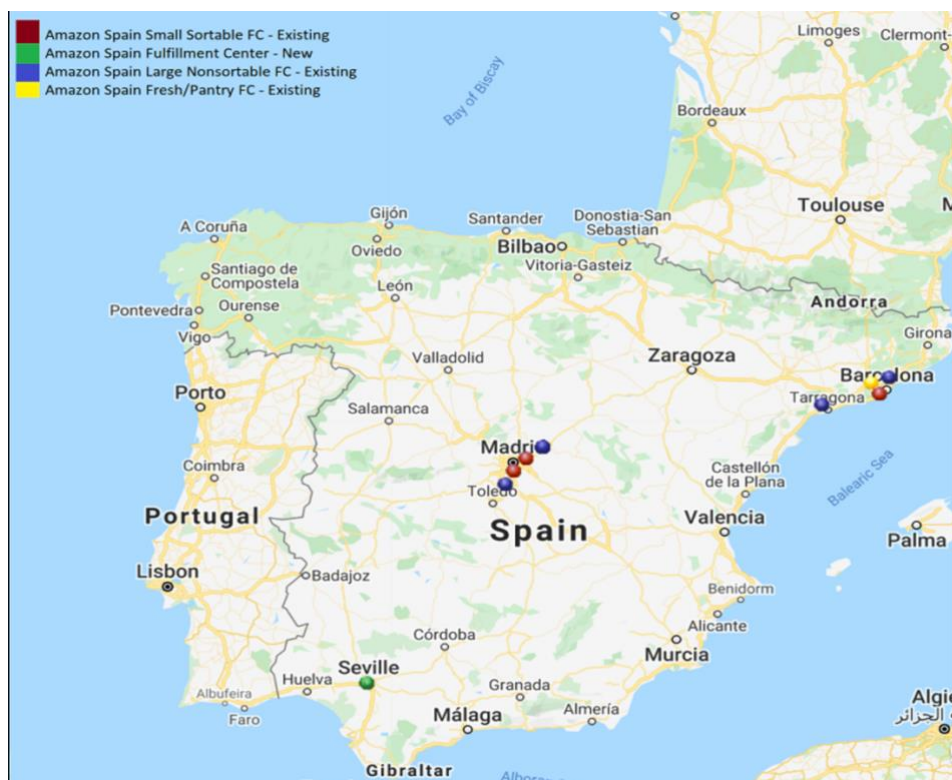 Amazon Spain Small Sortable FC - Existing
Amazon Spain Fulfillment Center - New
Amazon Spain Large Nonsortable FC - Existing
Amazon Spain Fresh/Pantry FC - Existing
Limoges
Clermont-
Bay of Biscay
Bordeaux
Toulouse
A Coruña
Gijón
Santander
Donostia-San
Sebastian
Oviedo
Bilbao
Santiago de
Compostela
Vitoria-Gasteiz
León
Pontevedra
Ourense
Andorra
Vigo
Girona
Valladolid
Zaragoza
Barcelona
Porto
Tarragona
Salamanca
Madri
Coimbra
Castellón
de la Plana
Balearic Sea
Toledo
Portugal
Spain
Valencia
Palma
Lisbon
Badajoz
Benidorm
Alicante
Córdoba
Murcia
Seville
Huelva
Granada
Albufeira
Faro
Almería
Málaga
Algie
الجزائر
Gibraltar